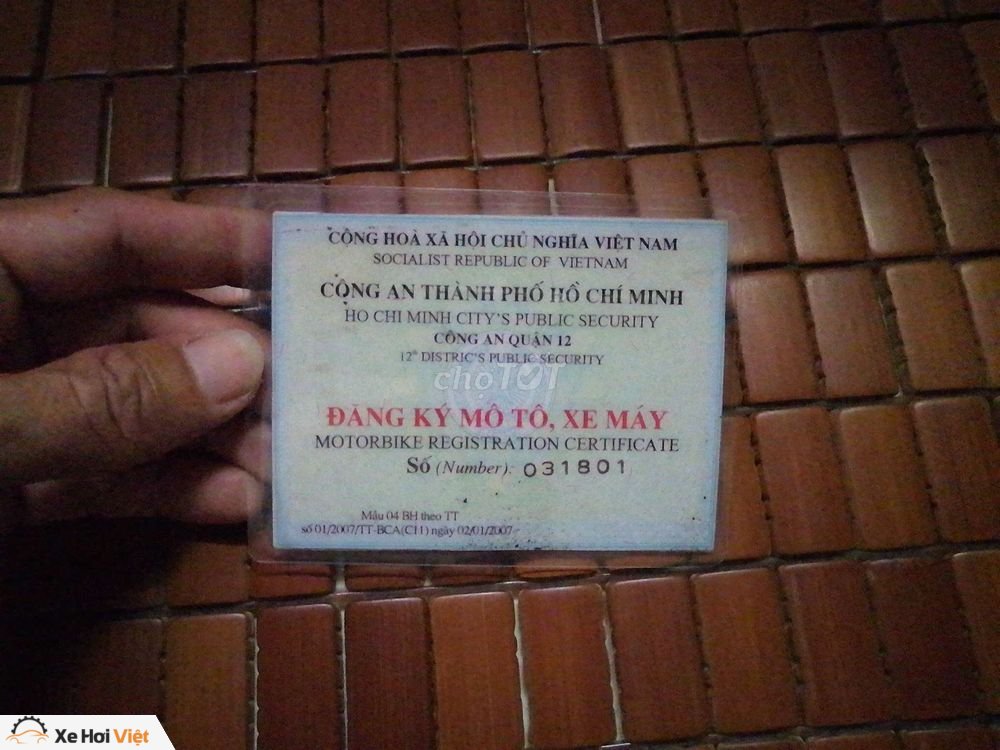 CỘNG HOÀ XÃ HỘI CHỦ NGHĨA VIỆT NAM
SOCIALIST REPUBLIC OF VIETNAM
CỘNG AN THÀNH PHỐ HỒ CHÍ MINH
HO CHI MINH CITY'S PUBLIC SECURITY
CÔNG AN QUẬN 12
12th DISTRIC'S PUBLIC SECURITY
choTỐT
ĐĂNG KÝ MÔ TÔ, XE MÁY
MOTORBIKE REGISTRATION CERTIFICATE
Số (Number): 031801
Mẫu 04 BH theo TT
số 01/2007/TT-BCA(C11) ngày 02/01/2007
Xe Hơi Việt